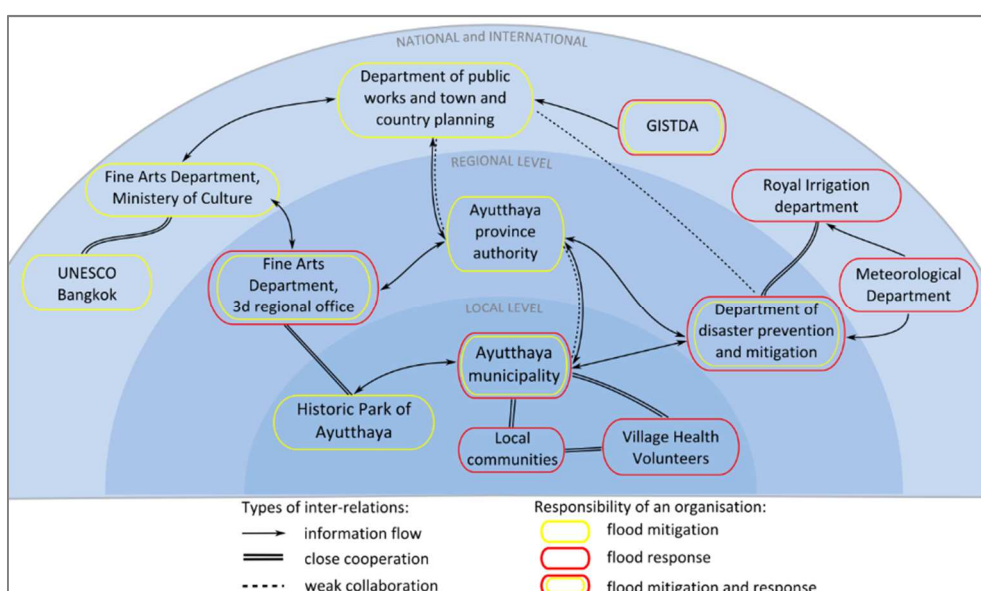 NATIONAL and INTERNATIONAL
Department of public
works and town and
country planning
GISTDA
Fine Arts Department,
Ministry of Culture
REGIONAL LEVEL
Royal Irrigation
department
Ayutthaya
province
authority
UNESCO
Bangkok
Fine Arts
Department,
3d regional office
Meteorological
Department
LOCAL LEVEL
Department of
disaster prevention
and mitigation
Ayutthaya
municipality
Historic Park of
Ayutthaya
Local
communities
Village Health
Volunteers
Types of inter-relations:
information flow
close cooperation
weak collaboration
Responsibility of an organisation:
flood mitigation
flood response
flood mitigation and response